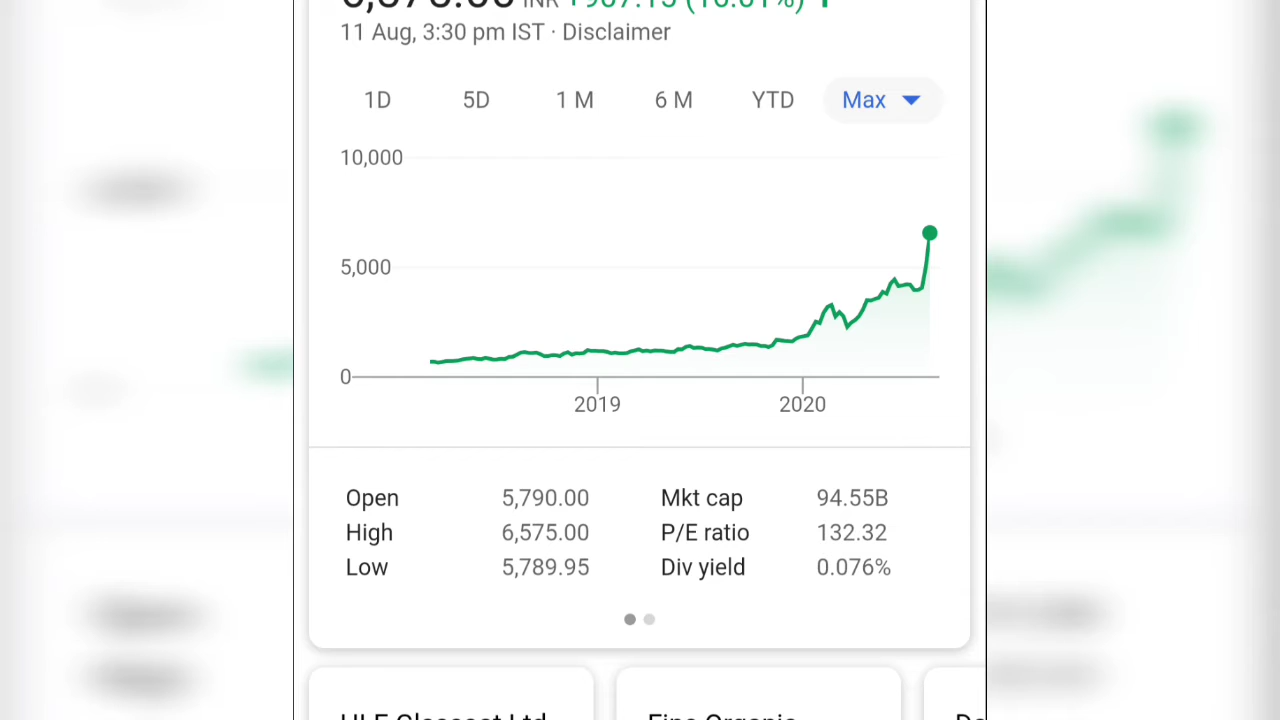 INR
11 Aug, 3:30 pm IST · Disclaimer
1D 5D 1 M 6 M YTD Max
10,000
5,000
0
2019 2020
Open 5,790.00 Mkt cap 94.55B
High 6,575.00 P/E ratio 132.32
Low 5,789.95 Div yield 0.076%